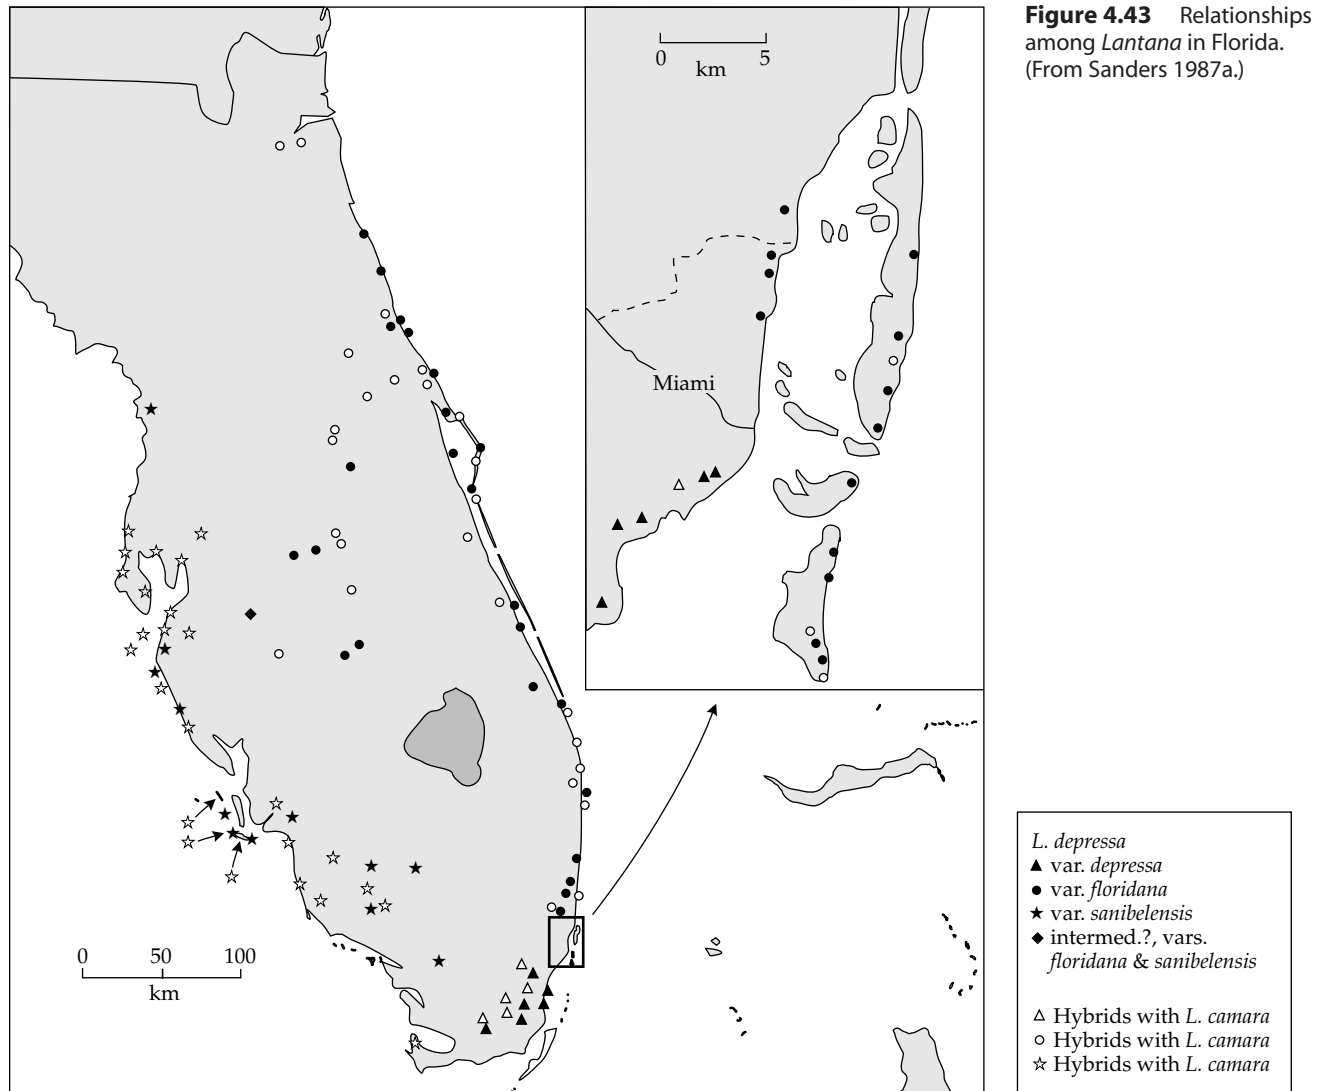 Figure 4.43 Relationships
among Lantana in Florida.
(From Sanders 1987a.)
0 5
km
Miami
0 50 100
km
L. depressa
▲ var. depressa
● var. floridana
★ var. sanibelensis
◆ intermed.?, vars.
floridana & sanibelensis
△ Hybrids with L. camara
○ Hybrids with L. camara
☆ Hybrids with L. camara